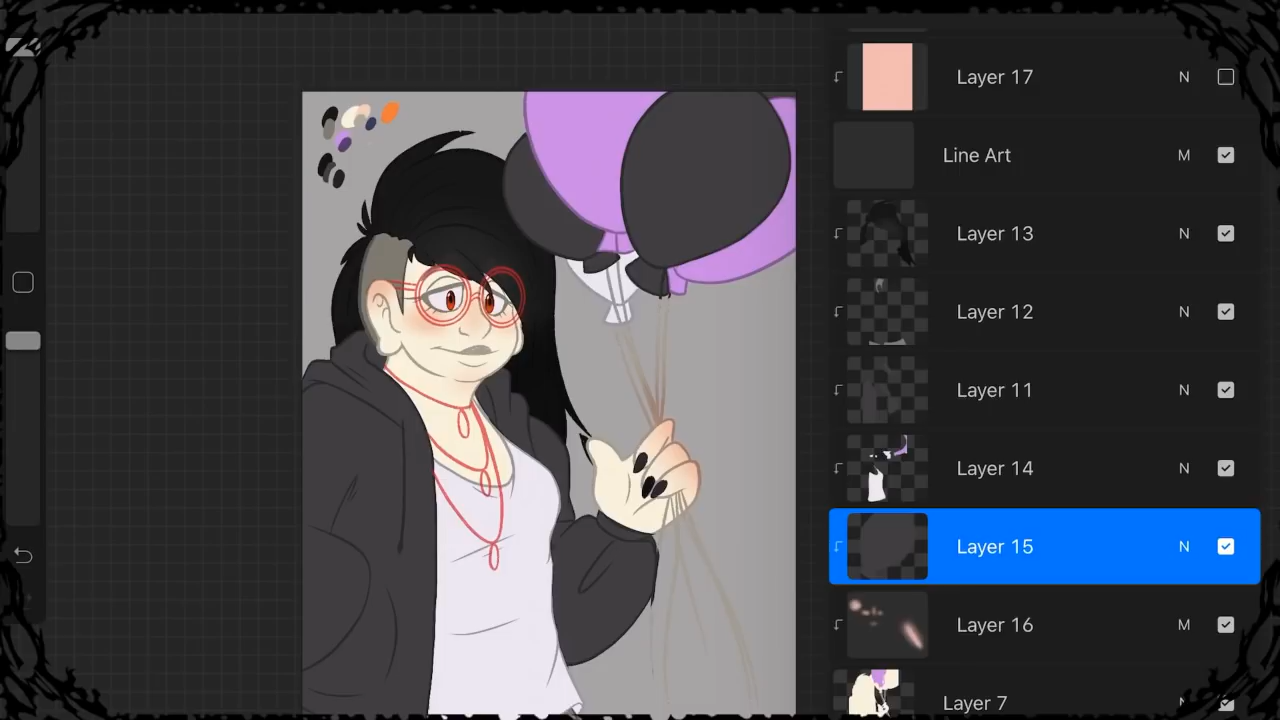 Layer 17 N
Line Art M
Layer 13 N
Layer 12 N
Layer 11 N
Layer 14 N
Layer 15 N
Layer 16 M
Layer 7